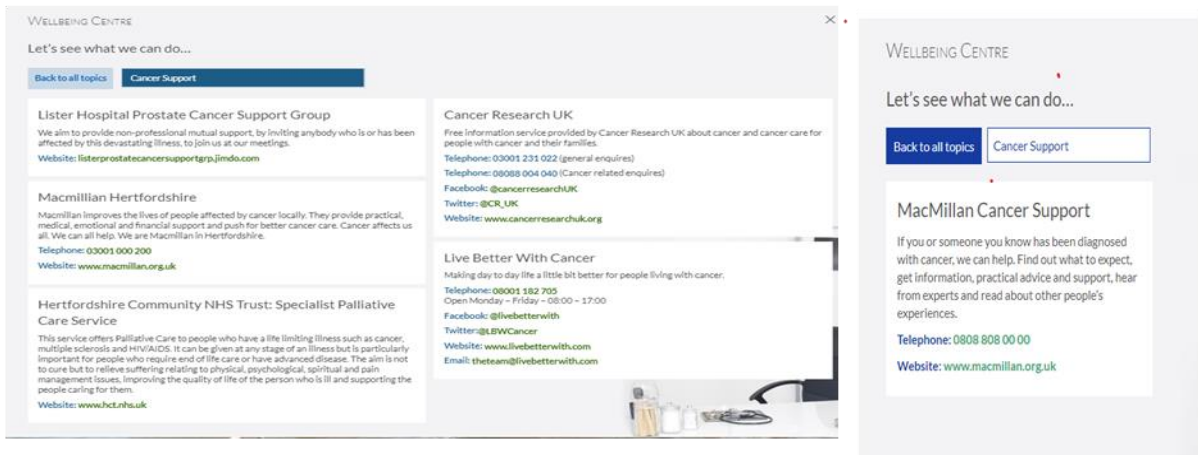 WELLBEING CENTRE
Let's see what we can do...
Back to all topics Cancer Support
Lister Hospital Prostate Cancer Support Group
We aim to provide non-professional mutual support, by inviting anybody who is or has been
affected by this devastating illness, to join us at our meetings.
Website: listerprostatecancersupportgrp.jimdo.com
Macmillian Hertfordshire
Macmillan improves the lives of people affected by cancer locally. They provide practical,
medical, emotional and financial support and push for better cancer care. Cancer affects us
all. We can all help. We are Macmillan in Hertfordshire.
Telephone: 03001 000 200
Website: www.macmillan.org.uk
Hertfordshire Community NHS Trust: Specialist Palliative
Care Service
This service offers Palliative Care to people who have a life limiting illness such as cancer,
multiple sclerosis and HIV/AIDS. It can be given at any stage of an illness but is particularly
important for people who require end of life care or have advanced disease. The aim is not
to cure but to relieve suffering relating to physical, psychological, spiritual and pain
management issues, improving the quality of life of the person who is ill and supporting the
people caring for them.
Website: www.hct.nhs.uk
Cancer Research UK
Free information service provided by Cancer Research UK about cancer and cancer care for
people with cancer and their families.
Telephone: 03001 231 022 (general enquires)
Telephone: 08088 004 040 (Cancer related enquires)
Facebook: @cancerresearchUK
Twitter: @CR_UK
Website: www.cancerresearchuk.org
Live Better With Cancer
Making day to day life a little bit better for people living with cancer.
Telephone: 08001 182 705
Open Monday – Friday – 08:00 – 17:00
Facebook: @livebetterwith
Twitter:@LBWCancer
Website: www.livebetterwith.com
Email: theteam@livebetterwith.com
WELLBEING CENTRE
Let's see what we can do...
Back to all topics Cancer Support
MacMillan Cancer Support
If you or someone you know has been diagnosed
with cancer, we can help. Find out what to expect,
get information, practical advice and support, hear
from experts and read about other people's
experiences.
Telephone: 0808 808 00 00
Website: www.macmillan.org.uk